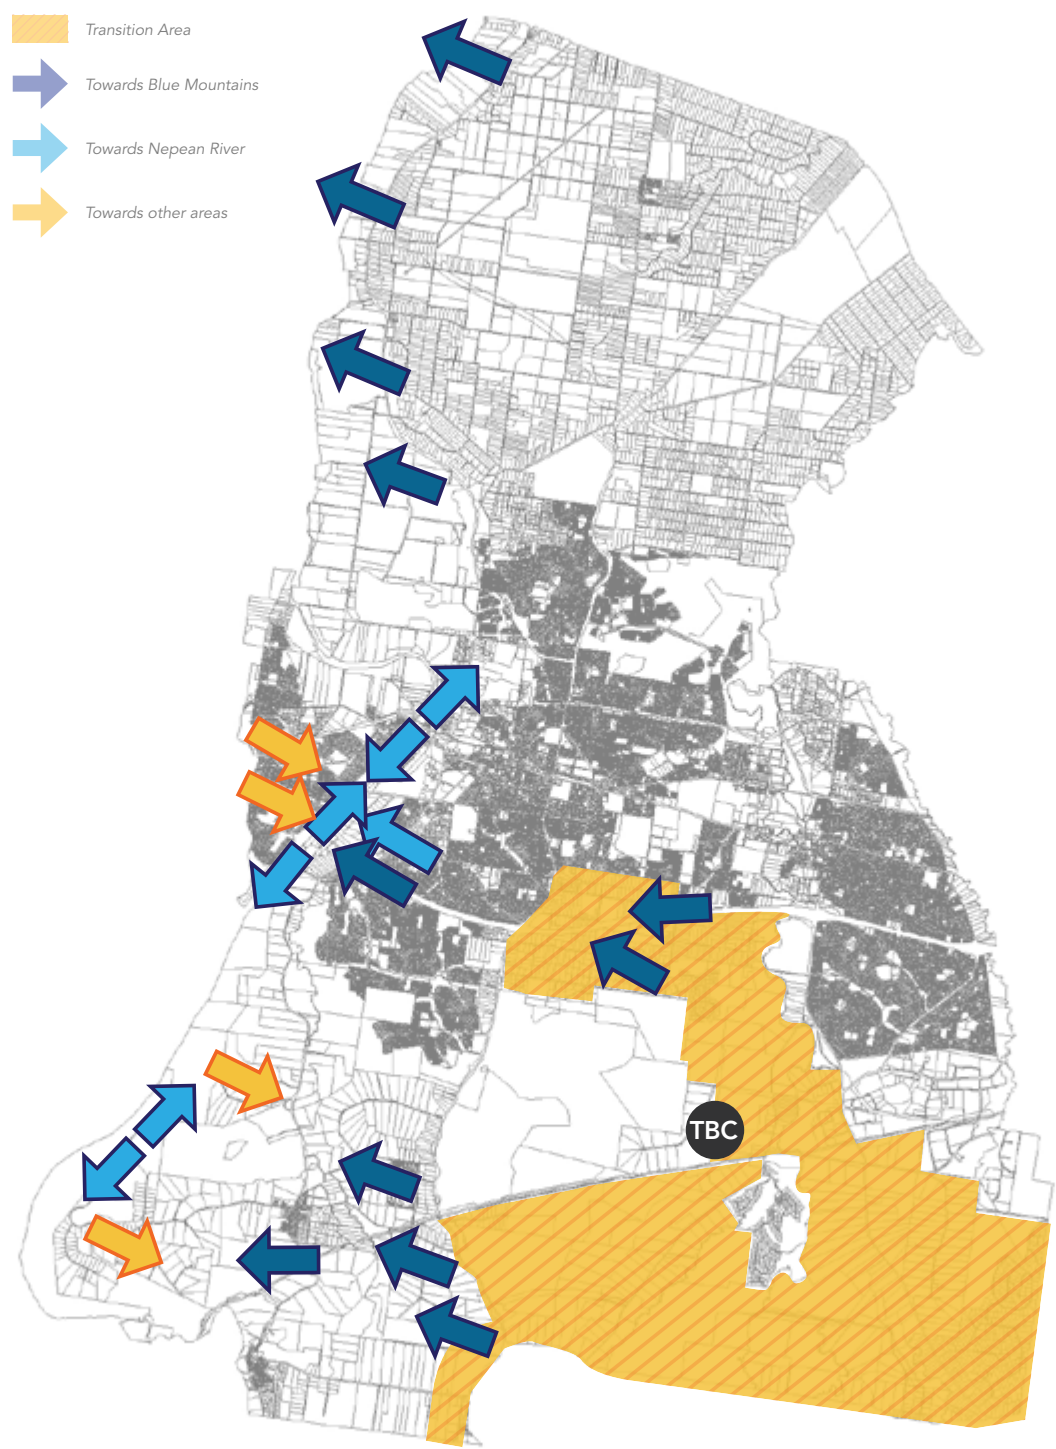 Transition Area
Towards Blue Mountains
Towards Nepean River
Towards other areas
TBC